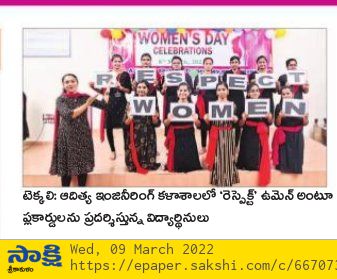 WOMEN'S DAY
CELEBRATIONS
RESPECT
WOMEN
టెక్కలి: ఆదిత్య ఇంజినీరింగ్ కళాశాలలో ‘రెస్పెక్ట్’ ఉమెన్ అంటూ
ప్లకార్డులను ప్రదర్శిస్తున్న విద్యార్థినులు
సాక్షి
శ్రీకాకుళం
Wed, 09 March 2022
https://epaper.sakshi.com/c/66707